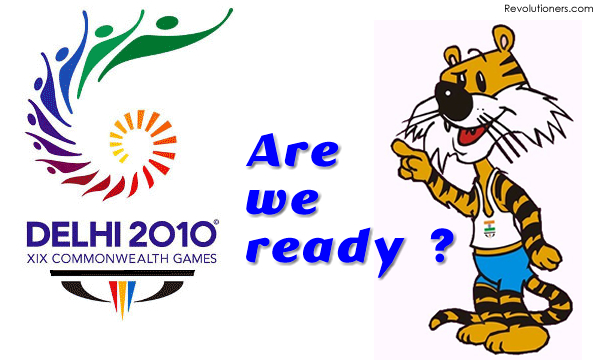 Revolutioners.com
DELHI 2010©
XIX COMMONWEALTH GAMES
Are
we
ready ?